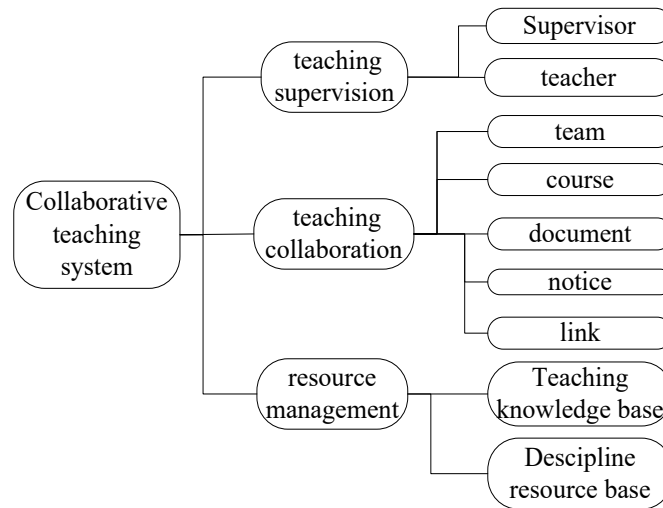 Collaborative
teaching
system
teaching
supervision
Supervisor
teacher
teaching
collaboration
team
course
document
notice
link
resource
management
Teaching
knowledge base
Descipline
resource base